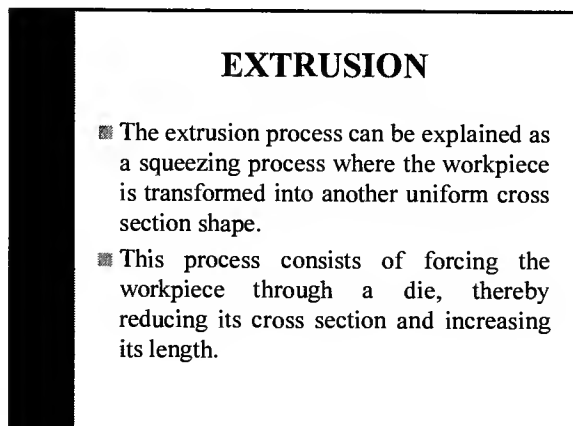 EXTRUSION
The extrusion process can be explained as
a squeezing process where the workpiece
is transformed into another uniform cross
section shape.
This process consists of forcing the
workpiece through a die, thereby
reducing its cross section and increasing
its length.